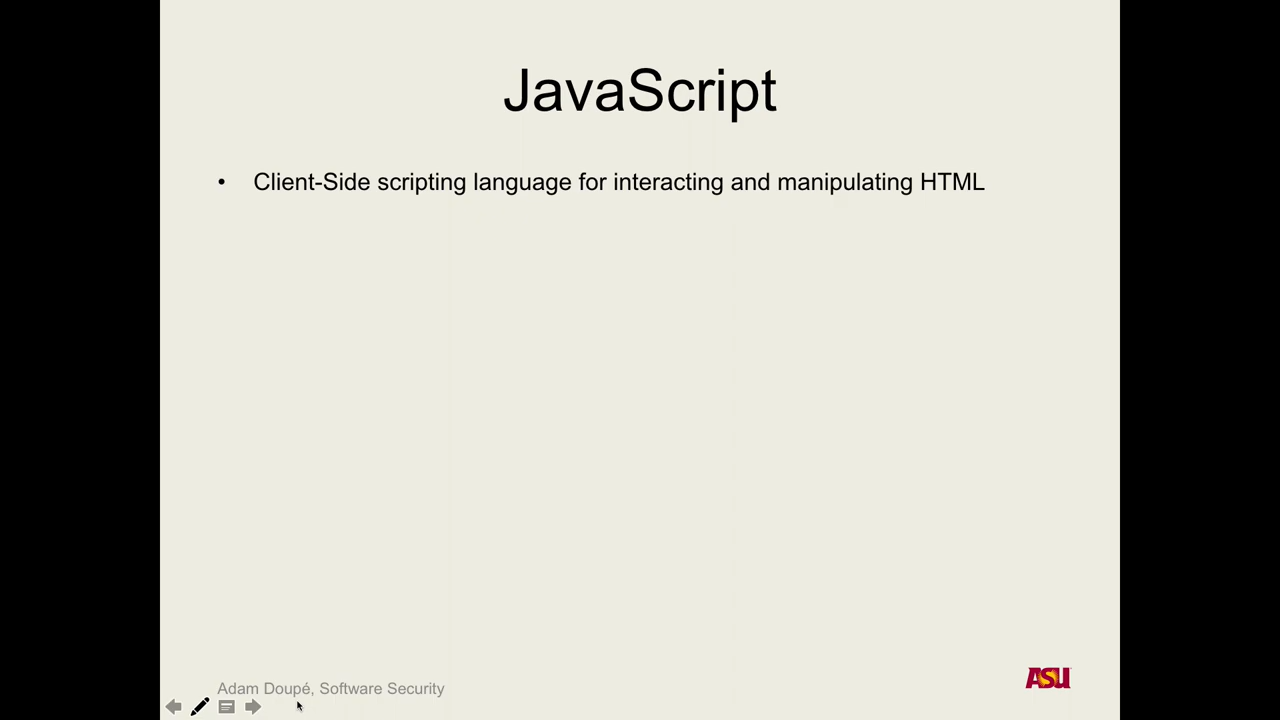 JavaScript
• Client-Side scripting language for interacting and manipulating HTML
Adam Doupé, Software Security
ASU